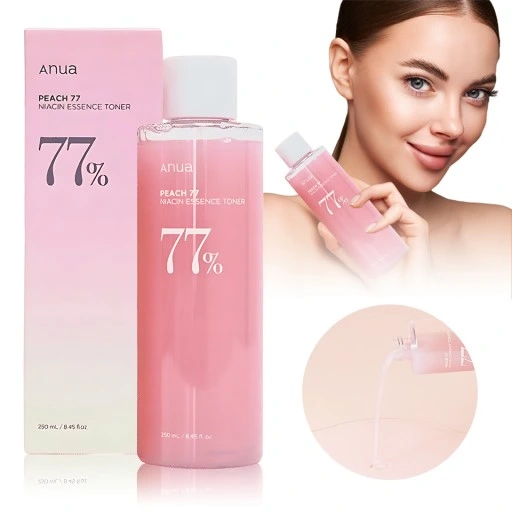 Anua
PEACH 77
NIACIN ESSENCE TONER
77%
250 mL / 8.45 fl.oz
Anua
PEACH 77
NIACIN ESSENCE TONER
77%
250 mL / 8.45 fl.oz
77%